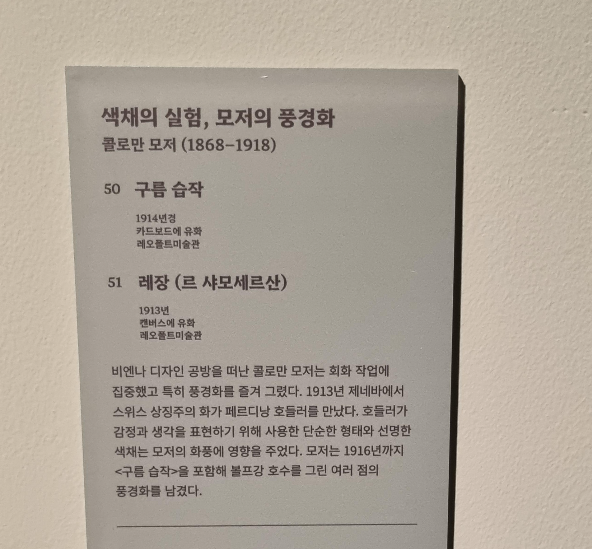 색채의 실험, 모저의 풍경화
콜로만 모저 (1868–1918)
50 구름 습작
1914년경
카드보드에 유화
레오폴트미술관
51 레장 (르 샤모세르산)
1913년
캔버스에 유화
레오폴트미술관
비엔나 디자인 공방을 떠난 콜로만 모저는 회화 작업에
집중했고 특히 풍경화를 즐겨 그렸다. 1913년 제네바에서
스위스 상징주의 화가 페르디낭 호들러를 만났다. 호들러가
감정과 생각을 표현하기 위해 사용한 단순한 형태와 선명한
색채는 모저의 화풍에 영향을 주었다. 모저는 1916년까지
<구름 습작>을 포함해 볼프강 호수를 그린 여러 점의
풍경화를 남겼다.